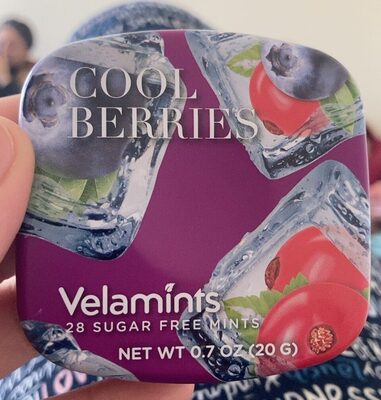 COOL
BERRIES
Velamints
28 SUGAR FREE MINTS
NET WT 0.7 OZ (20 G)